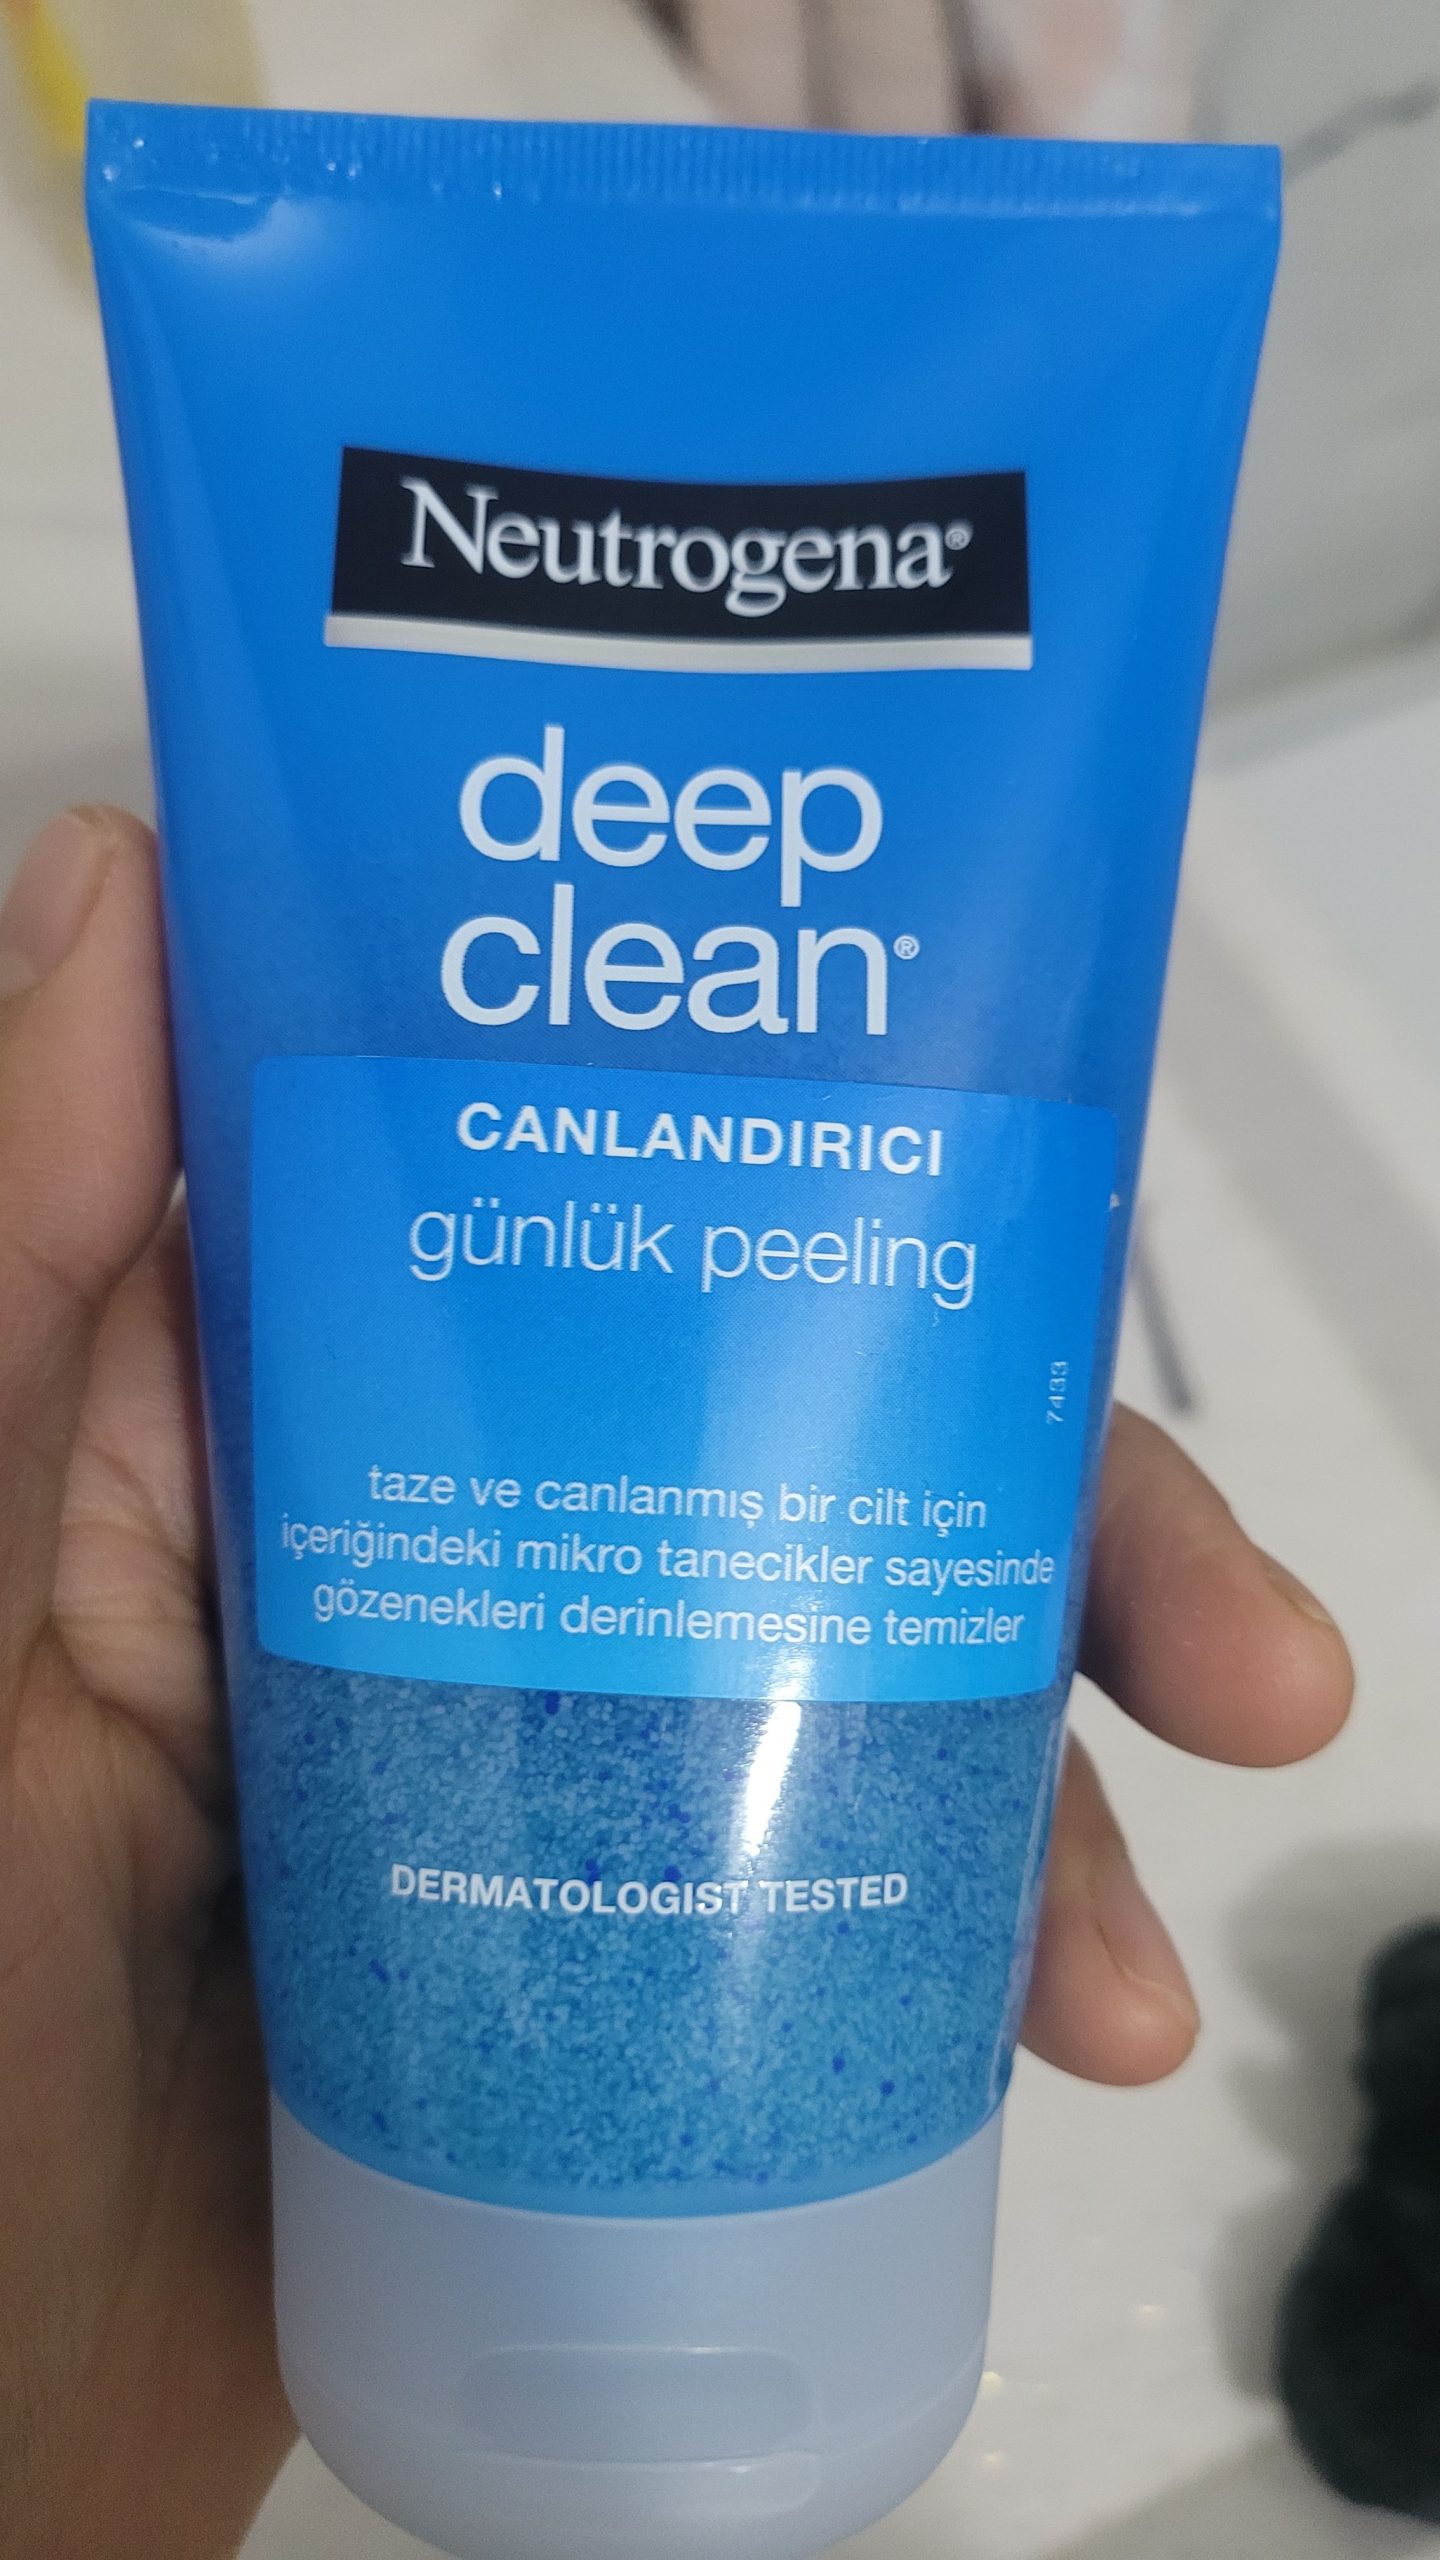 Neutrogena®
deep
clean®
CANLANDIRICI
günlük peeling
7433
taze ve canlanmış bir cilt için
içeriğindeki mikro tanecikler sayesinde
gözenekleri derinlemesine temizler
DERMATOLOGIST TESTED